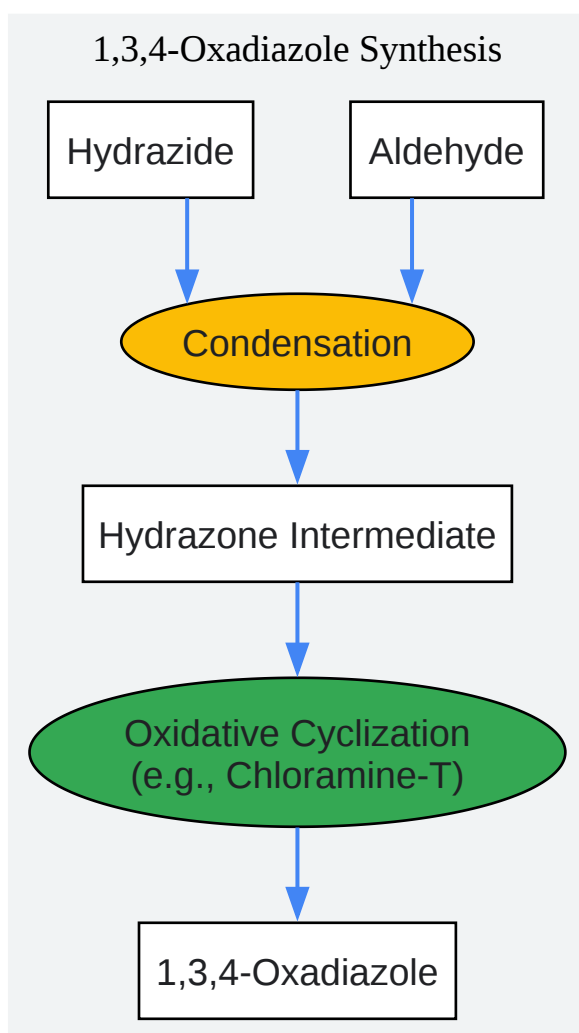 1,3,4-Oxadiazole Synthesis
Hydrazide
Aldehyde
Condensation
Hydrazone Intermediate
Oxidative Cyclization
(e.g., Chloramine-T)
1,3,4-Oxadiazole